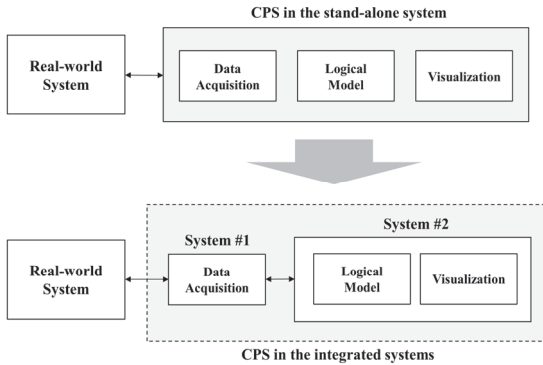 CPS in the stand-alone system
Real-world
System
Data
Acquisition
Logical
Model
Visualization
System #1
System #2
Real-world
System
Data
Acquisition
Logical
Model
Visualization
CPS in the integrated systems